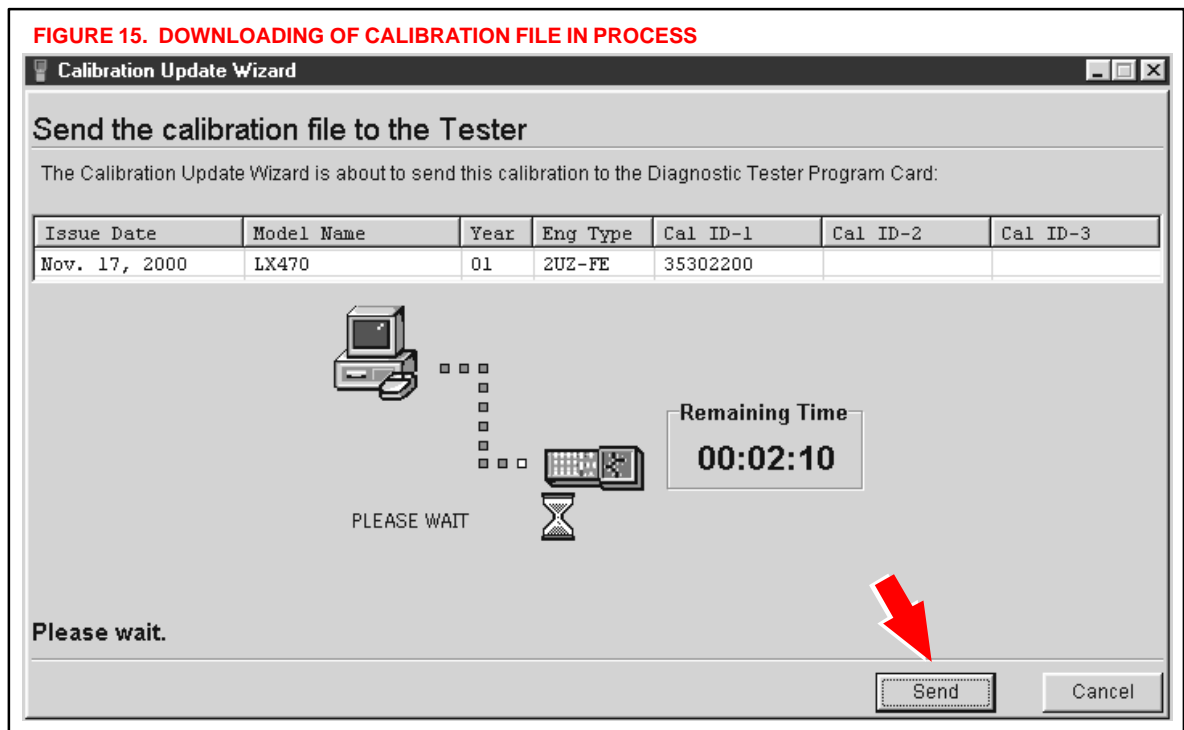 FIGURE 15. DOWNLOADING OF CALIBRATION FILE IN PROCESS
Calibration Update Wizard
Send the calibration file to the Tester
The Calibration Update Wizard is about to send this calibration to the Diagnostic Tester Program Card:
Issue Date Model Name Year Eng Type Cal ID-1 Cal ID-2 Cal ID-3
Nov. 17, 2000 LX470 01 2UZ-FE 35302200
Remaining Time
00:02:10
PLEASE WAIT
Please wait.
Send Cancel